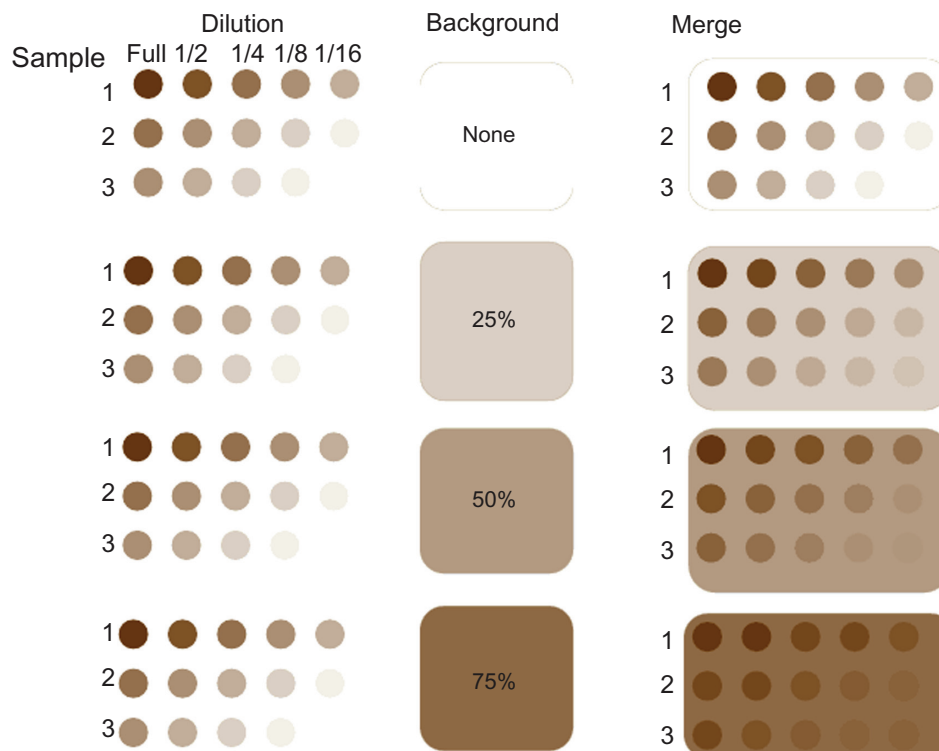 Dilution Background Merge
Sample Full 1/2 1/4 1/8 1/16
1 1
2 None 2
3 3
1 1
2 25% 2
3 3
1 1
2 50% 2
3 3
1 1
2 75% 2
3 3